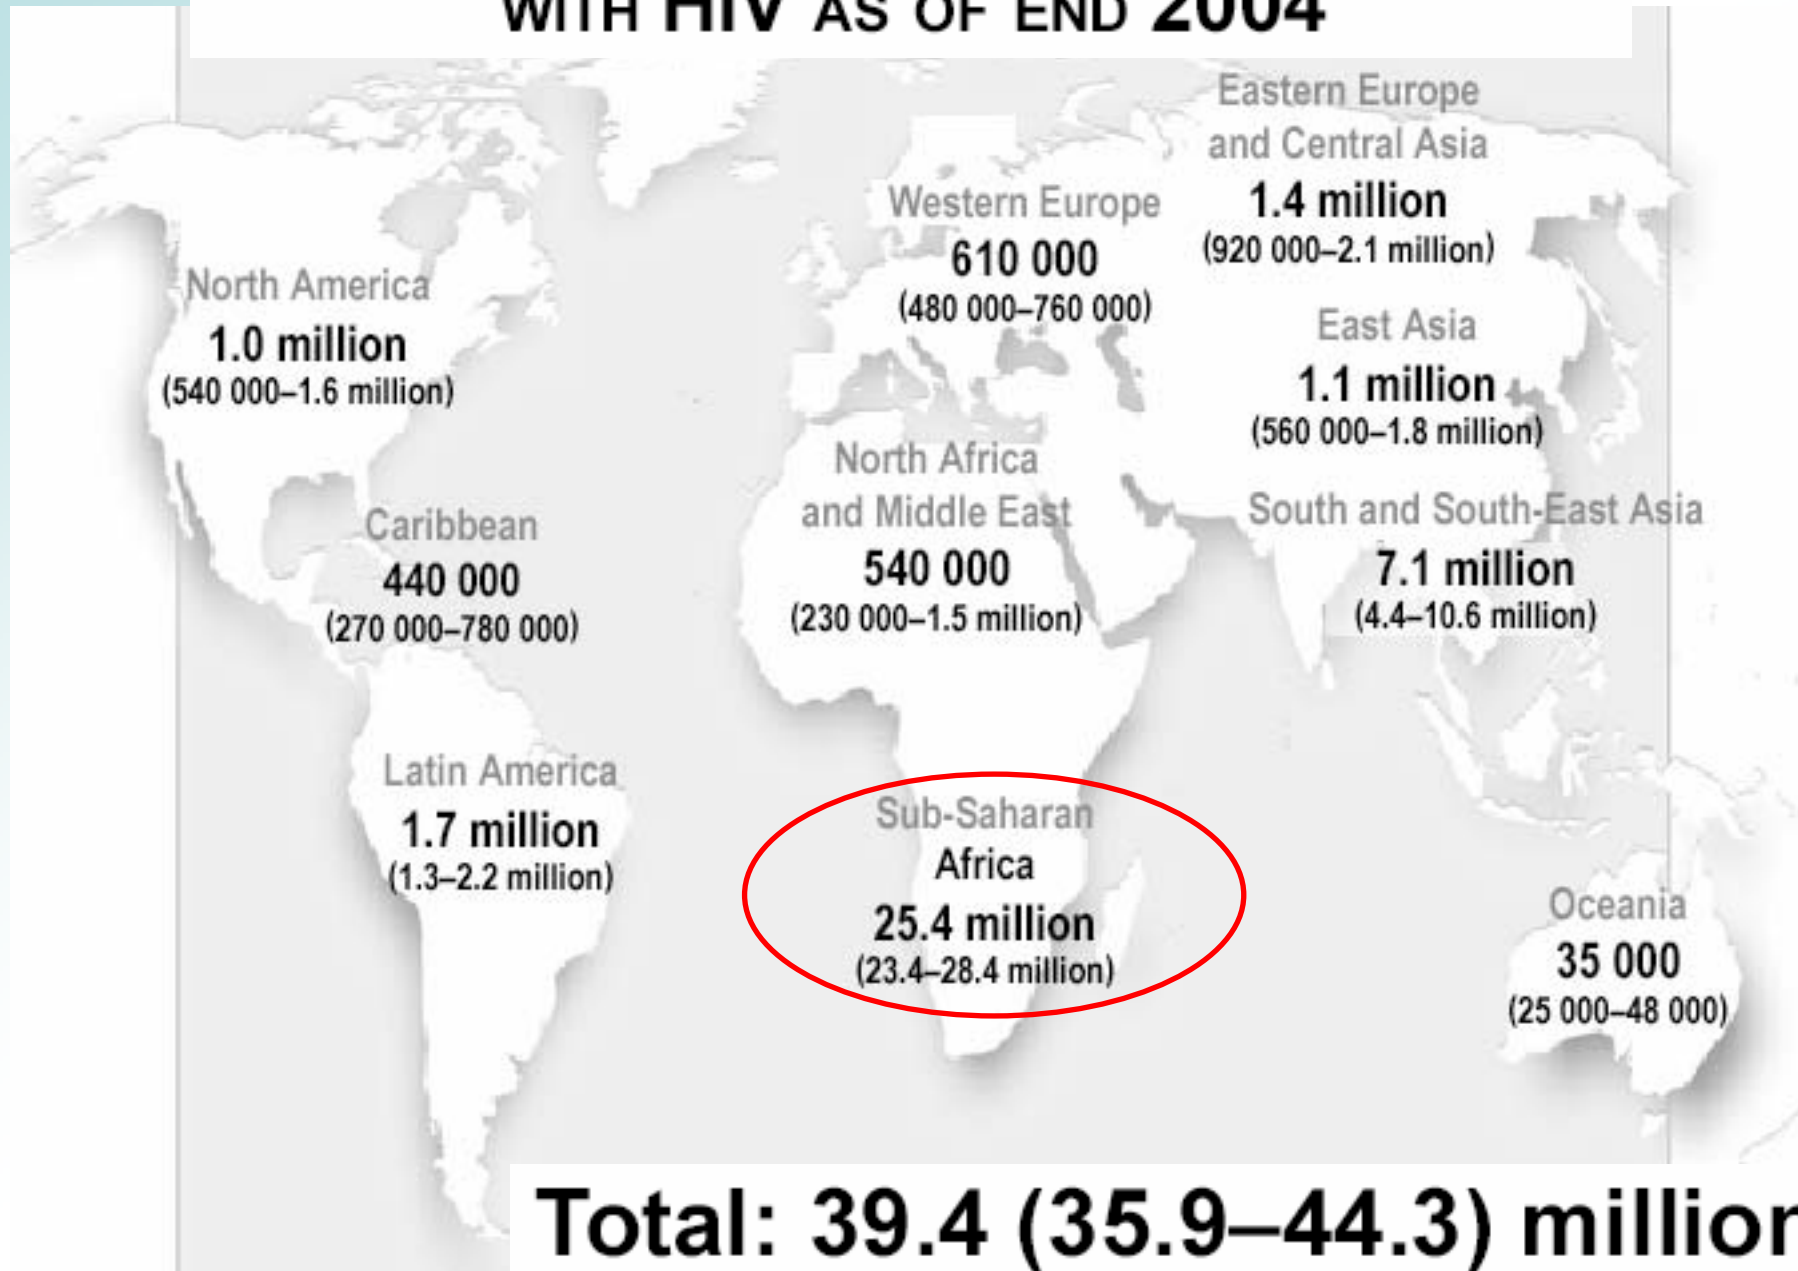 WITH HIV AS OF END 2004
Eastern Europe
and Central Asia
1.4 million
(920 000–2.1 million)
Western Europe
610 000
(480 000–760 000)
North America
1.0 million
(540 000–1.6 million)
East Asia
1.1 million
(560 000–1.8 million)
North Africa
and Middle East
540 000
(230 000–1.5 million)
South and South-East Asia
7.1 million
(4.4–10.6 million)
Caribbean
440 000
(270 000–780 000)
Latin America
1.7 million
(1.3–2.2 million)
Sub-Saharan
Africa
25.4 million
(23.4–28.4 million)
Oceania
35 000
(25 000–48 000)
Total: 39.4 (35.9–44.3) million